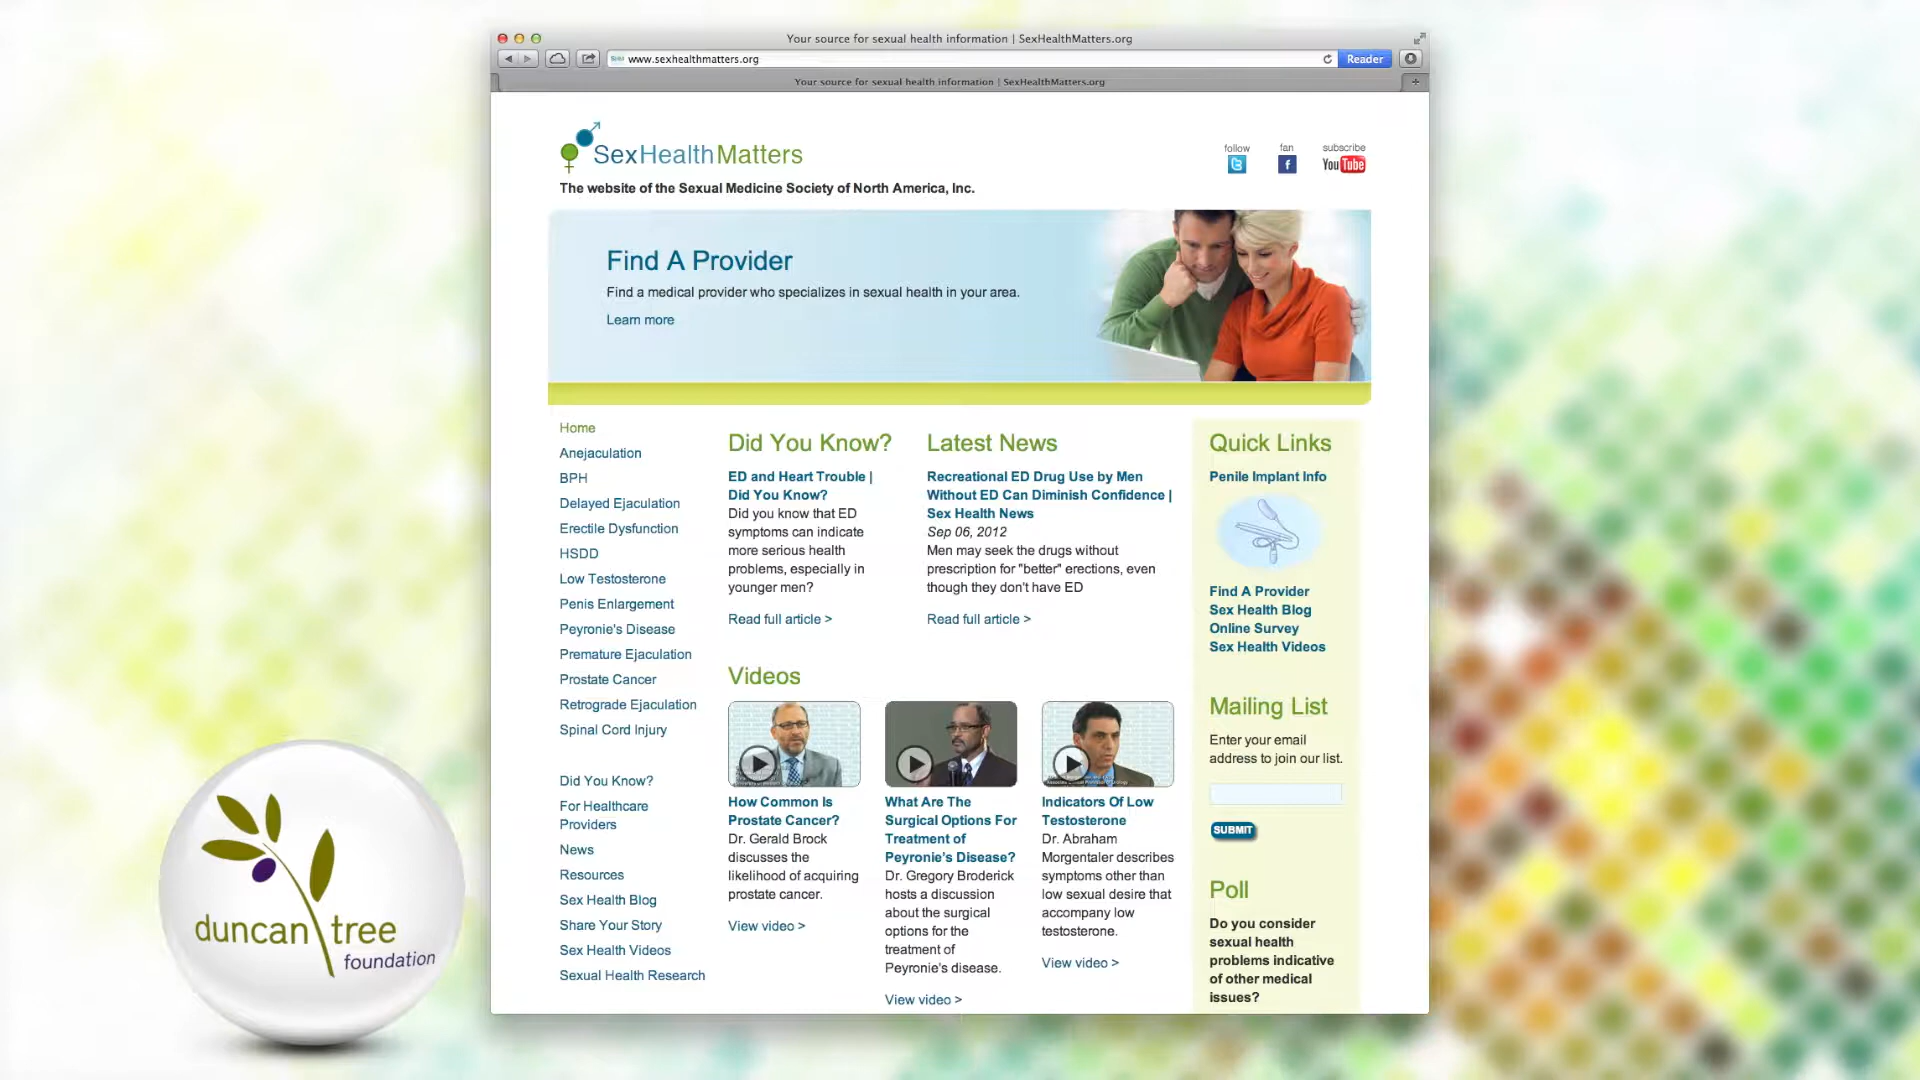 Your source for sexual health information | SexHealthMatters.org
www.sexhealthmatters.org
Reader
Your source for sexual health information | SexHealthMatters.org
SexHealthMatters
The website of the Sexual Medicine Society of North America, Inc.
follow
fan
subscribe
YouTube
Find A Provider
Find a medical provider who specializes in sexual health in your area.
Learn more
Home
Anejaculation
BPH
Delayed Ejaculation
Erectile Dysfunction
HSDD
Low Testosterone
Penis Enlargement
Peyronie's Disease
Premature Ejaculation
Prostate Cancer
Retrograde Ejaculation
Spinal Cord Injury
Did You Know?
For Healthcare
Providers
News
Resources
Sex Health Blog
Share Your Story
Sex Health Videos
Sexual Health Research
Did You Know?
ED and Heart Trouble |
Did You Know?
Did you know that ED
symptoms can indicate
more serious health
problems, especially in
younger men?
Read full article >
Latest News
Recreational ED Drug Use by Men
Without ED Can Diminish Confidence |
Sex Health News
Sep 06, 2012
Men may seek the drugs without
prescription for "better" erections, even
though they don't have ED
Read full article >
Videos
How Common Is
Prostate Cancer?
Dr. Gerald Brock
discusses the
likelihood of acquiring
prostate cancer.
View video >
What Are The
Surgical Options For
Treatment of
Peyronie's Disease?
Dr. Gregory Broderick
hosts a discussion
about the surgical
options for the
treatment of
Peyronie's disease.
View video >
Indicators Of Low
Testosterone
Dr. Abraham
Morgentaler describes
symptoms other than
low sexual desire that
accompany low
testosterone.
View video >
Quick Links
Penile Implant Info
Find A Provider
Sex Health Blog
Online Survey
Sex Health Videos
Mailing List
Enter your email
address to join our list.
SUBMIT
Poll
Do you consider
sexual health
problems indicative
of other medical
issues?
duncan tree
foundation